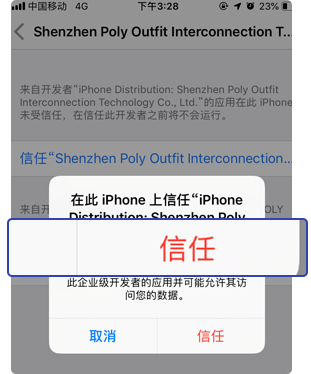 中国移动 4G 下午3:28 23%
Shenzhen Poly Outfit Interconnection T...
来自开发者“iPhone Distribution: Shenzhen Poly Outfit
Interconnection Technology Co., Ltd.”的应用在此 iPhone
未受信任，在信任此开发者之前将不会运行。
信任“Shenzhen Poly Outfit Interconnection...
在此 iPhone 上信任“iPhone
Distribution: Shenzhen Poly
来自开 POLY
信任
此企业级开发者的应用并可能允许其访
问您的数据。
取消 信任